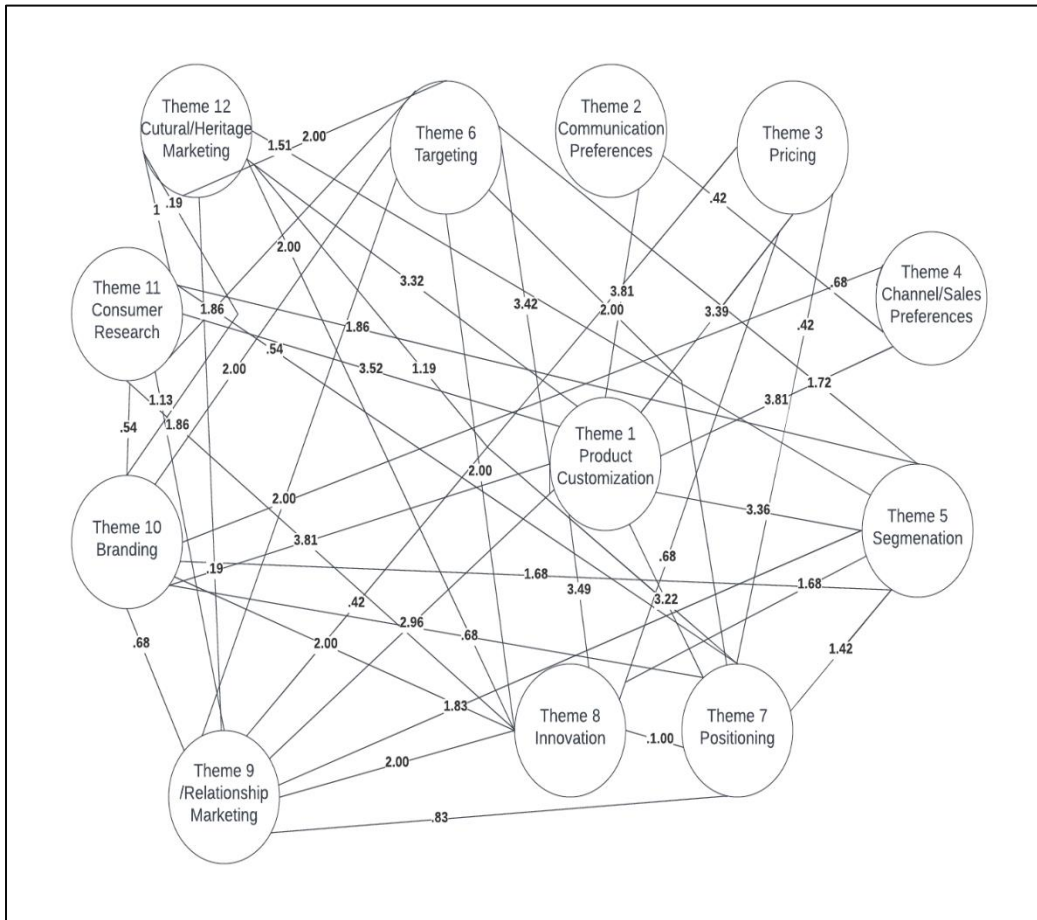 Theme 12
Cutural/Heritage
Marketing
Theme 6
Targeting
Theme 2
Communication
Preferences
Theme 3
Pricing
2.00
1.51
.19
1
.42
2.00
Theme 11
Consumer
Research
3.32
3.81
2.00
3.39
.68
Theme 4
Channel/Sales
Preferences
1.86
3.42
1.86
.42
.54
2.00
3.52
1.19
1.72
3.81
1.13
1.86
.54
Theme 1
Product
Customization
2.00
Theme 10
Branding
2.00
3.81
3.36
Theme 5
Segmenation
.19
.68
1.68
1.68
3.49
.42
3.22
2.96
.68
.68
2.00
1.42
1.83
Theme 8
Innovation
.1.00
Theme 7
Positioning
Theme 9
/Relationship
Marketing
2.00
.83